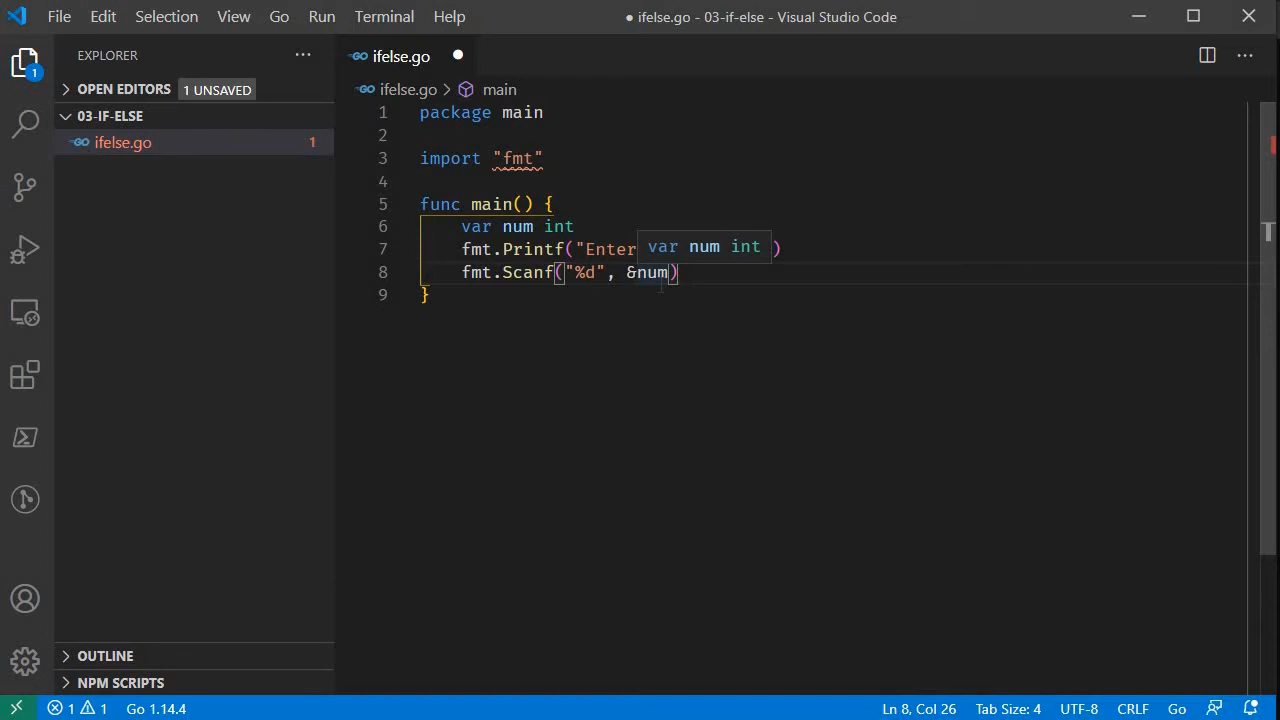 File Edit Selection View Go Run Terminal Help ● ifelse.go - 03-if-else - Visual Studio Code
EXPLORER
1
OPEN EDITORS 1 UNSAVED
03-IF-ELSE
GO ifelse.go 1
OUTLINE
NPM SCRIPTS
GO ifelse.go ●
GO ifelse.go > main
1 package main
2
3 import "fmt"
4
5 func main() {
6 var num int
7 fmt.Printf("Enter )
var num int
8 fmt.Scanf("%d", &num)
9 }
1 1 Go 1.14.4 Ln 8, Col 26 Tab Size: 4 UTF-8 CRLF Go